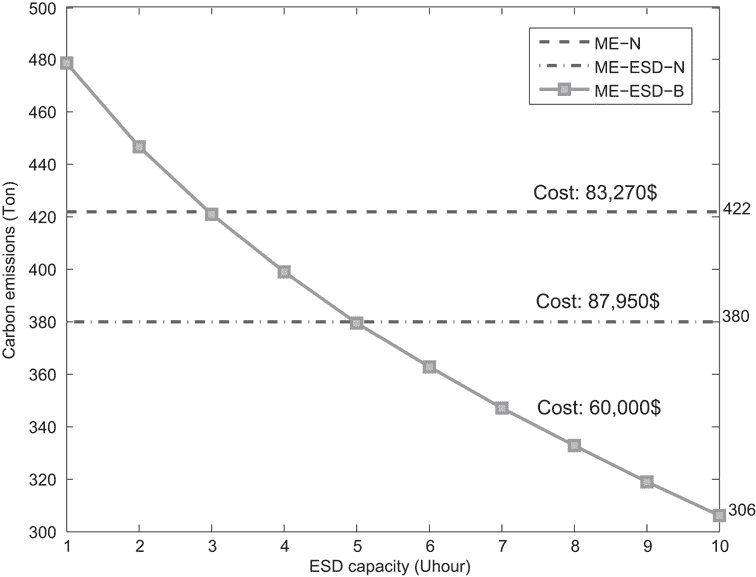 500
480
460
440
420
400
380
360
340
320
300
Carbon emissions (Ton)
ME-N
ME-ESD-N
ME-ESD-B
Cost: 83,270$
422
Cost: 87,950$
380
Cost: 60,000$
306
1 2 3 4 5 6 7 8 9 10
ESD capacity (Uhour)